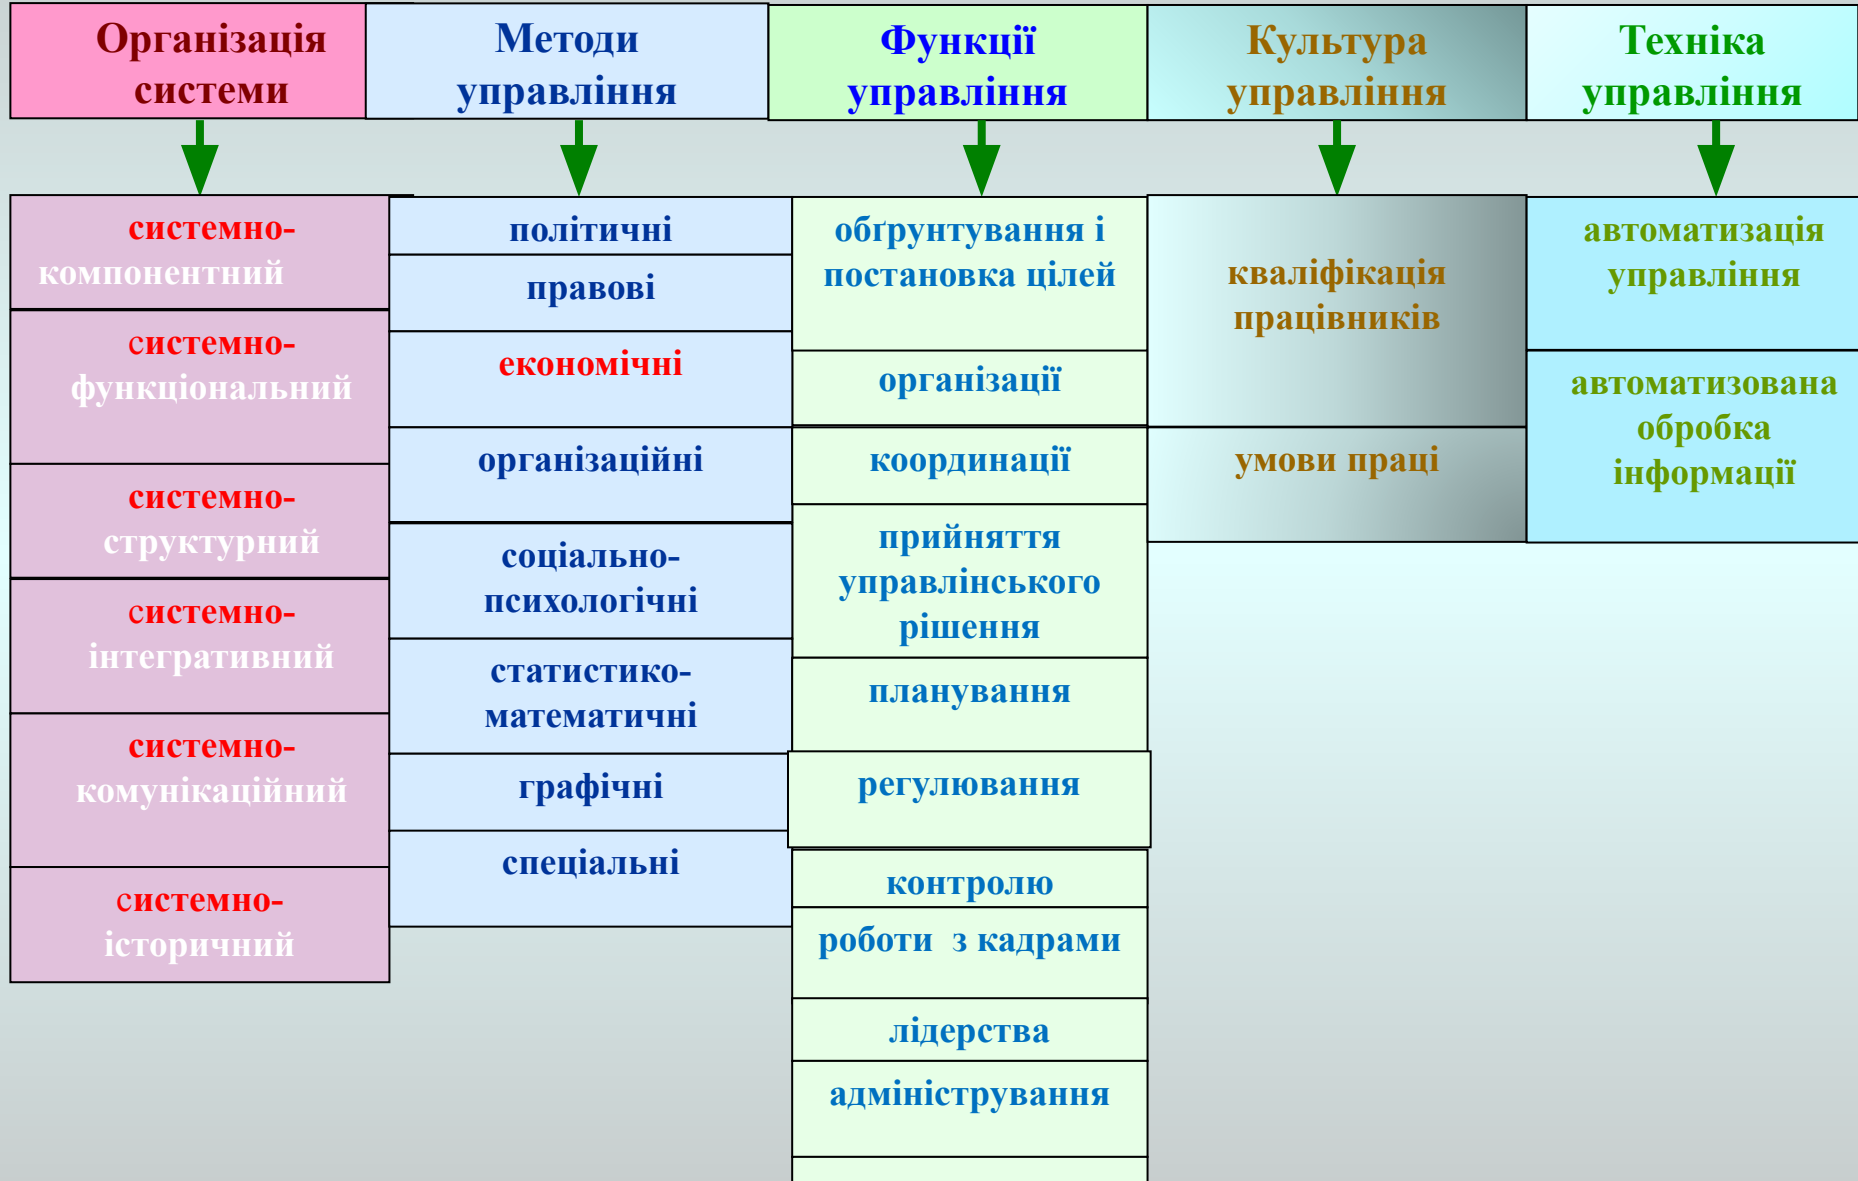 Організація
системи
Методи
управління
Функції
управління
Культура
управління
Техніка
управління
системно-
компонентний
системно-
функціональний
системно-
структурний
системно-
інтегративний
системно-
комунікаційний
системно-
історичний
політичні
правові
економічні
організаційні
соціально-
психологічні
статистико-
математичні
графічні
спеціальні
обґрунтування і
постановка цілей
організації
координації
прийняття
управлінського
рішення
планування
регулювання
контролю
роботи з кадрами
лідерства
адміністрування
кваліфікація
працівників
умови праці
автоматизація
управління
автоматизована
обробка
інформації